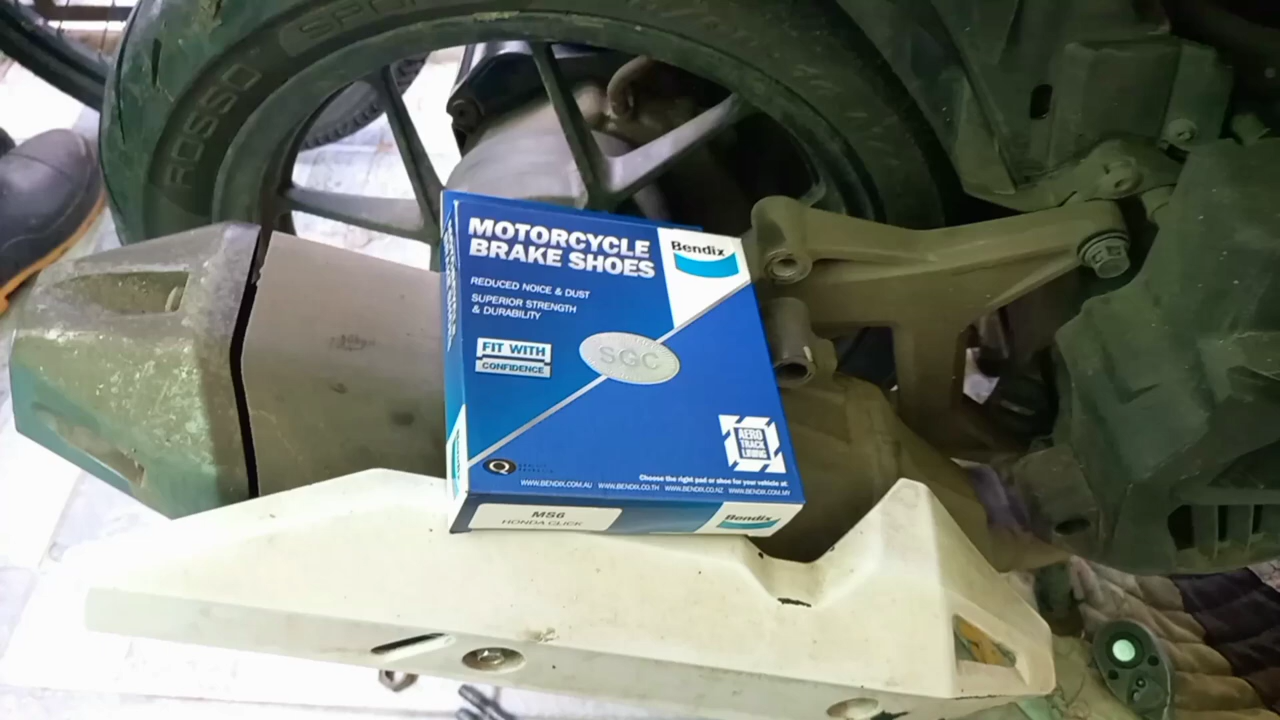 ROSSO SPOR
MOTORCYCLE
BRAKE SHOES
Bendix
REDUCED NOICE & DUST
SUPERIOR STRENGTH
& DURABILITY
FIT WITH
CONFIDENCE
SGC
AERO
TRACK
LINING
Q
Choose the right pad or shoe for your vehicle at:
WWW.BENDIX.COM.AU WWW.BENDIX.CO.TH WWW.BENDIX.CO.NZ WWW.BENDIX.COM.MY
MS6
HONDA CLICK
Bendix
Bendix